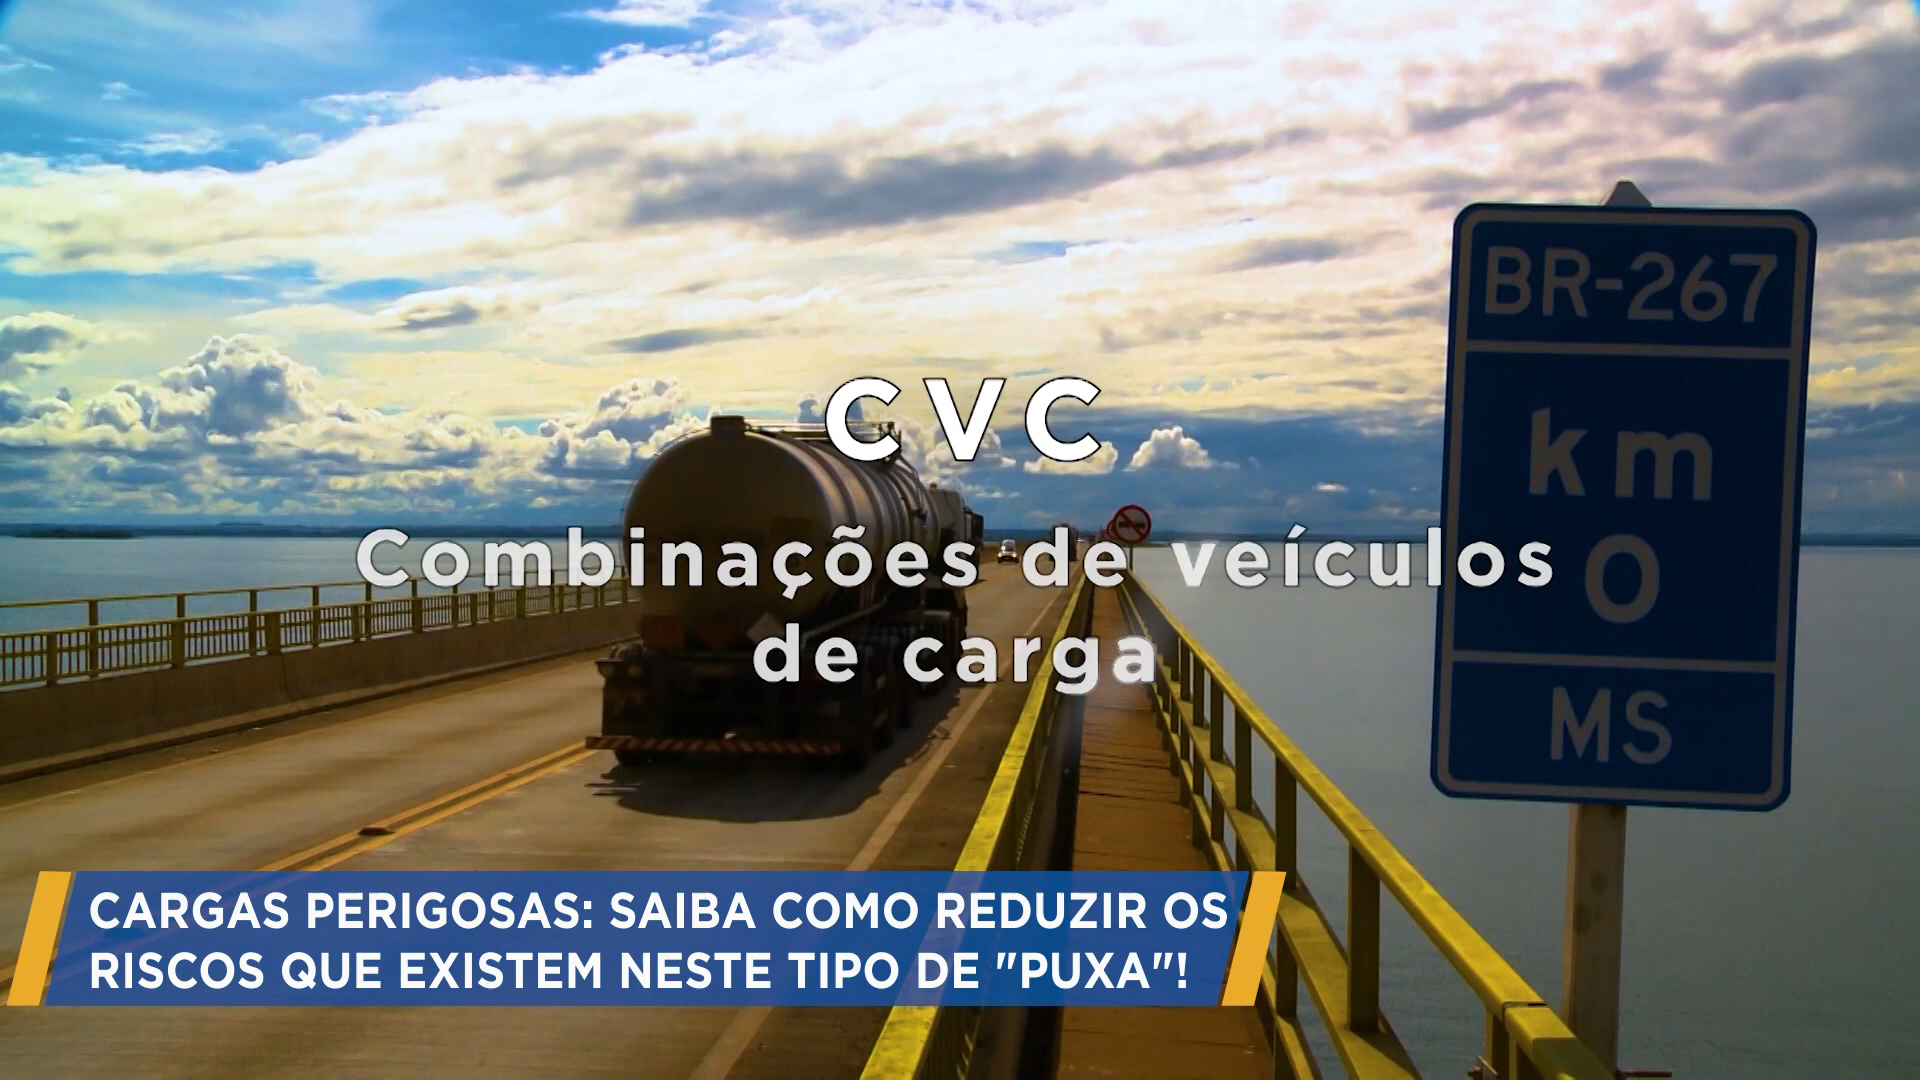 BR-267
km
0
MS
CVC
Combinações de veículos
de carga
CARGAS PERIGOSAS: SAIBA COMO REDUZIR OS
RISCOS QUE EXISTEM NESTE TIPO DE "PUXA"!